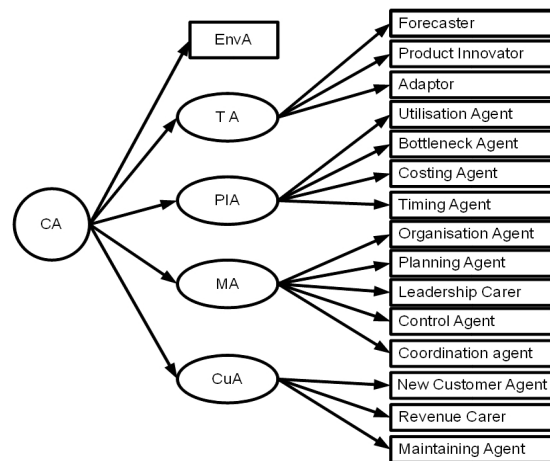 Forecaster
EnvA
Product Innovator
Adaptor
T A
Utilisation Agent
Bottleneck Agent
Costing Agent
PIA
Timing Agent
CA
Organisation Agent
Planning Agent
MA
Leadership Carer
Control Agent
Coordination agent
CuA
New Customer Agent
Revenue Carer
Maintaining Agent